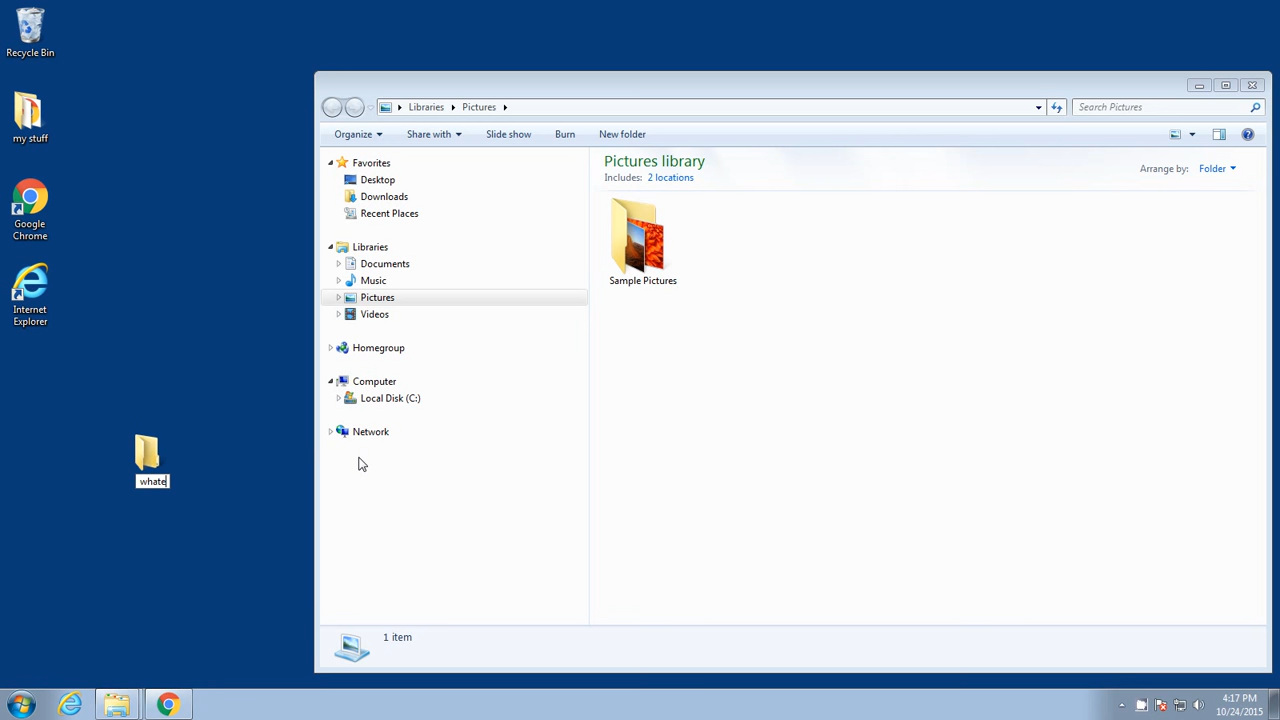 Recycle Bin
my stuff
Google
Chrome
Internet
Explorer
whate
Libraries
Pictures
Search Pictures
Organize
Share with
Slide show
Burn
New folder
Favorites
Desktop
Downloads
Recent Places
Libraries
Documents
Music
Pictures
Videos
Homegroup
Computer
Local Disk (C:)
Network
Pictures library
Includes: 2 locations
Arrange by: Folder
Sample Pictures
1 item
4:17 PM
10/24/2015